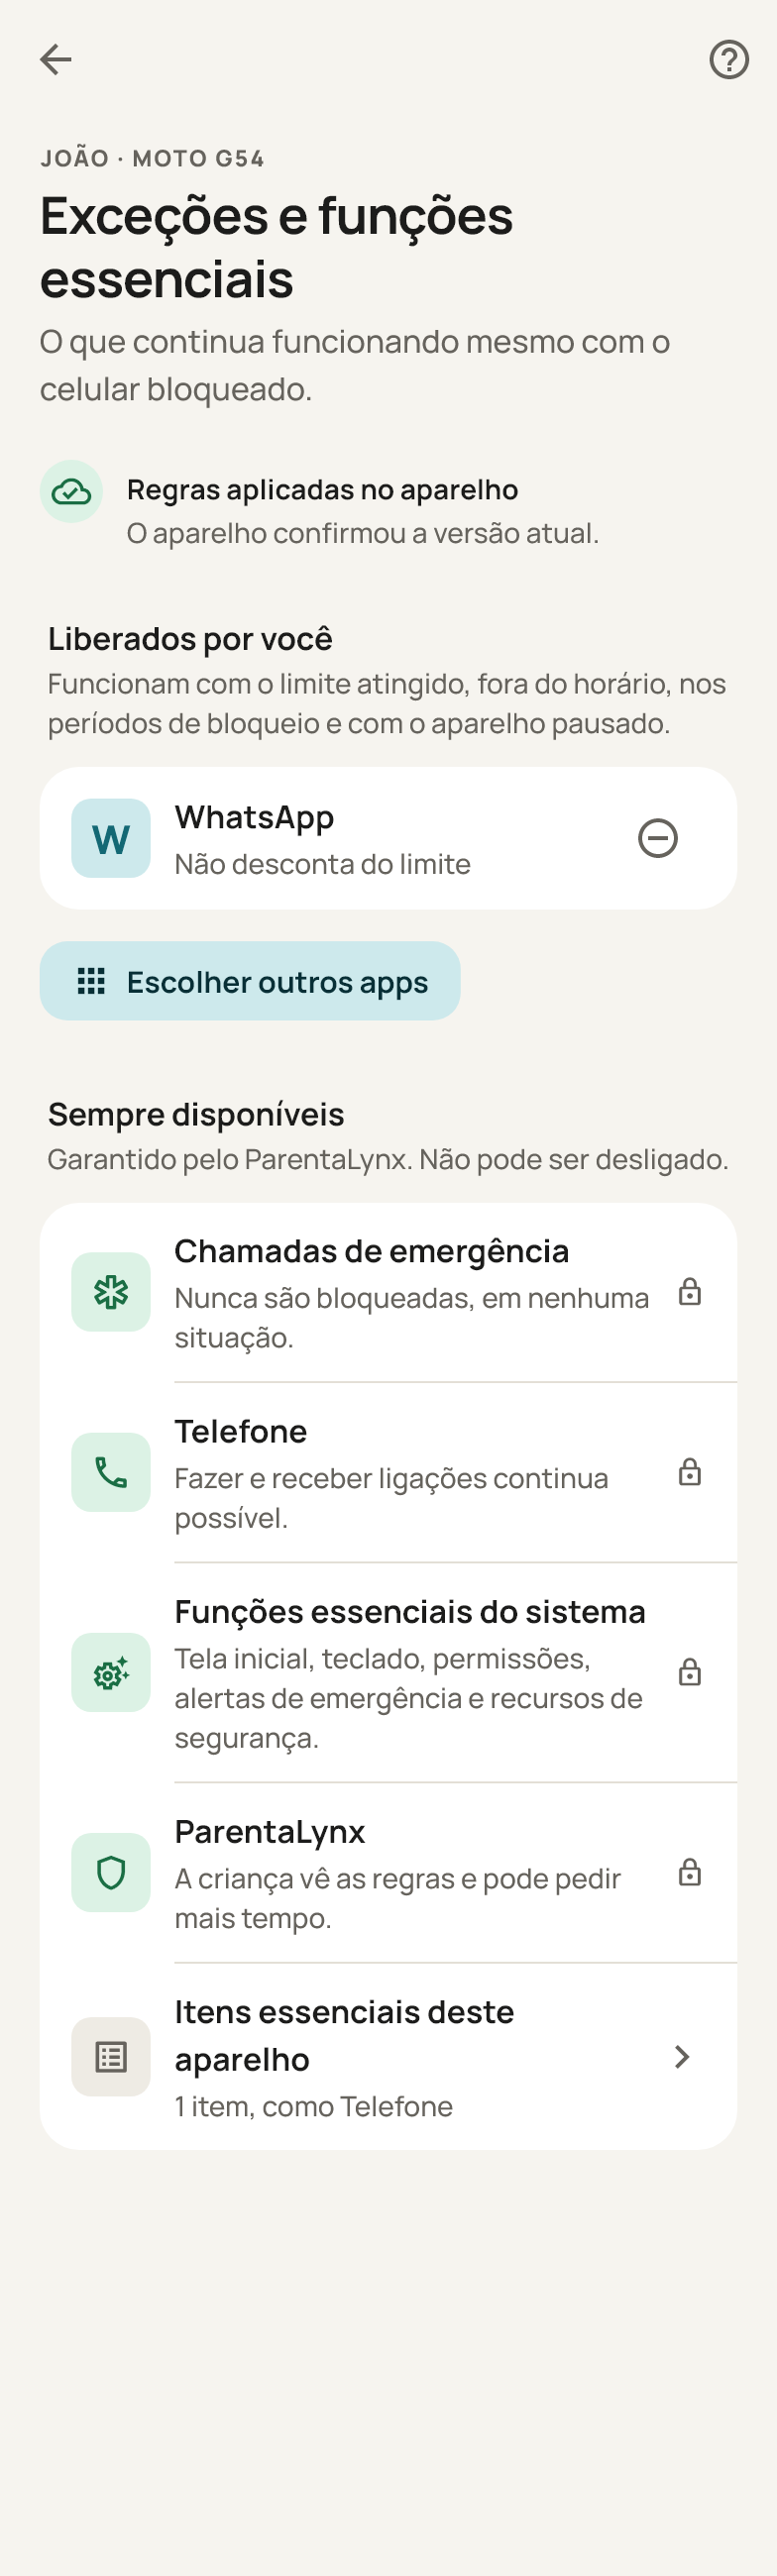 JOÃO · MOTO G54
Exceções e funções
essenciais
O que continua funcionando mesmo com o
celular bloqueado.
Regras aplicadas no aparelho
O aparelho confirmou a versão atual.
Liberados por você
Funcionam com o limite atingido, fora do horário, nos
períodos de bloqueio e com o aparelho pausado.
W
WhatsApp
Não desconta do limite
Escolher outros apps
Sempre disponíveis
Garantido pelo ParentaLynx. Não pode ser desligado.
Chamadas de emergência
Nunca são bloqueadas, em nenhuma
situação.
Telefone
Fazer e receber ligações continua
possível.
Funções essenciais do sistema
Tela inicial, teclado, permissões,
alertas de emergência e recursos de
segurança.
ParentaLynx
A criança vê as regras e pode pedir
mais tempo.
Itens essenciais deste
aparelho
1 item, como Telefone